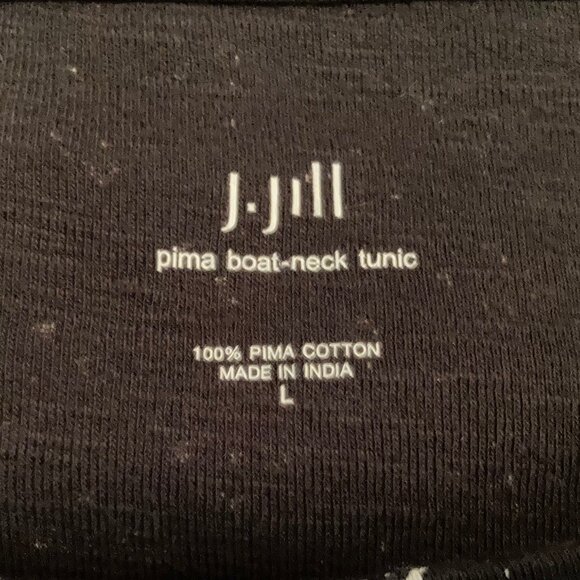 J.Jill
pima boat-neck tunic
100% PIMA COTTON
MADE IN INDIA
L